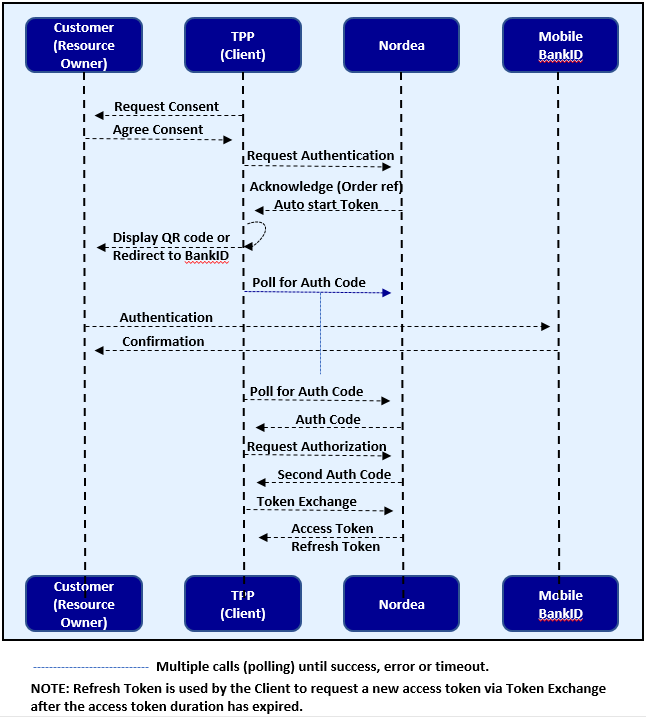 Customer
(Resource
Owner)
TPP
(Client)
Nordea
Mobile
BankID
Request Consent
Agree Consent
Request Authentication
Acknowledge (Order ref)
Auto start Token
Display QR code or
Redirect to BankID
Poll for Auth Code
Authentication
Confirmation
Poll for Auth Code
Auth Code
Request Authorization
Second Auth Code
Token Exchange
Access Token
Refresh Token
Customer
(Resource
Owner)
TPP
(Client)
Nordea
Mobile
BankID
Multiple calls (polling) until success, error or timeout.
NOTE: Refresh Token is used by the Client to request a new access token via Token Exchange
after the access token duration has expired.